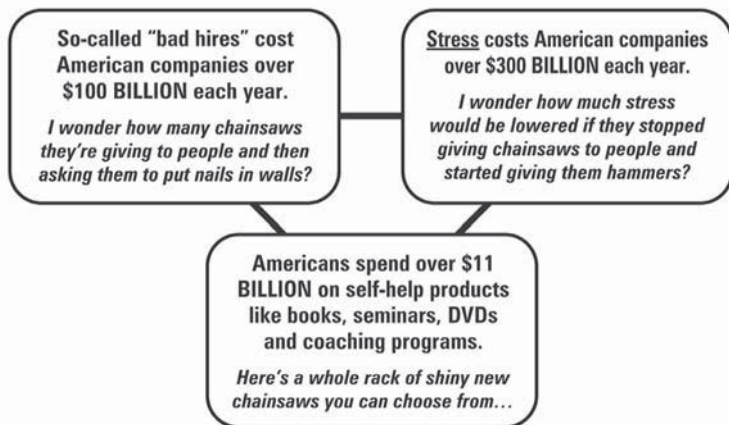 So-called “bad hires” cost
American companies over
$100 BILLION each year.
I wonder how many chainsaws
they’re giving to people and then
asking them to put nails in walls?
Stress costs American companies
over $300 BILLION each year.
I wonder how much stress
would be lowered if they stopped
giving chainsaws to people and
started giving them hammers?
Americans spend over $11
BILLION on self-help products
like books, seminars, DVDs
and coaching programs.
Here’s a whole rack of shiny new
chainsaws you can choose from…